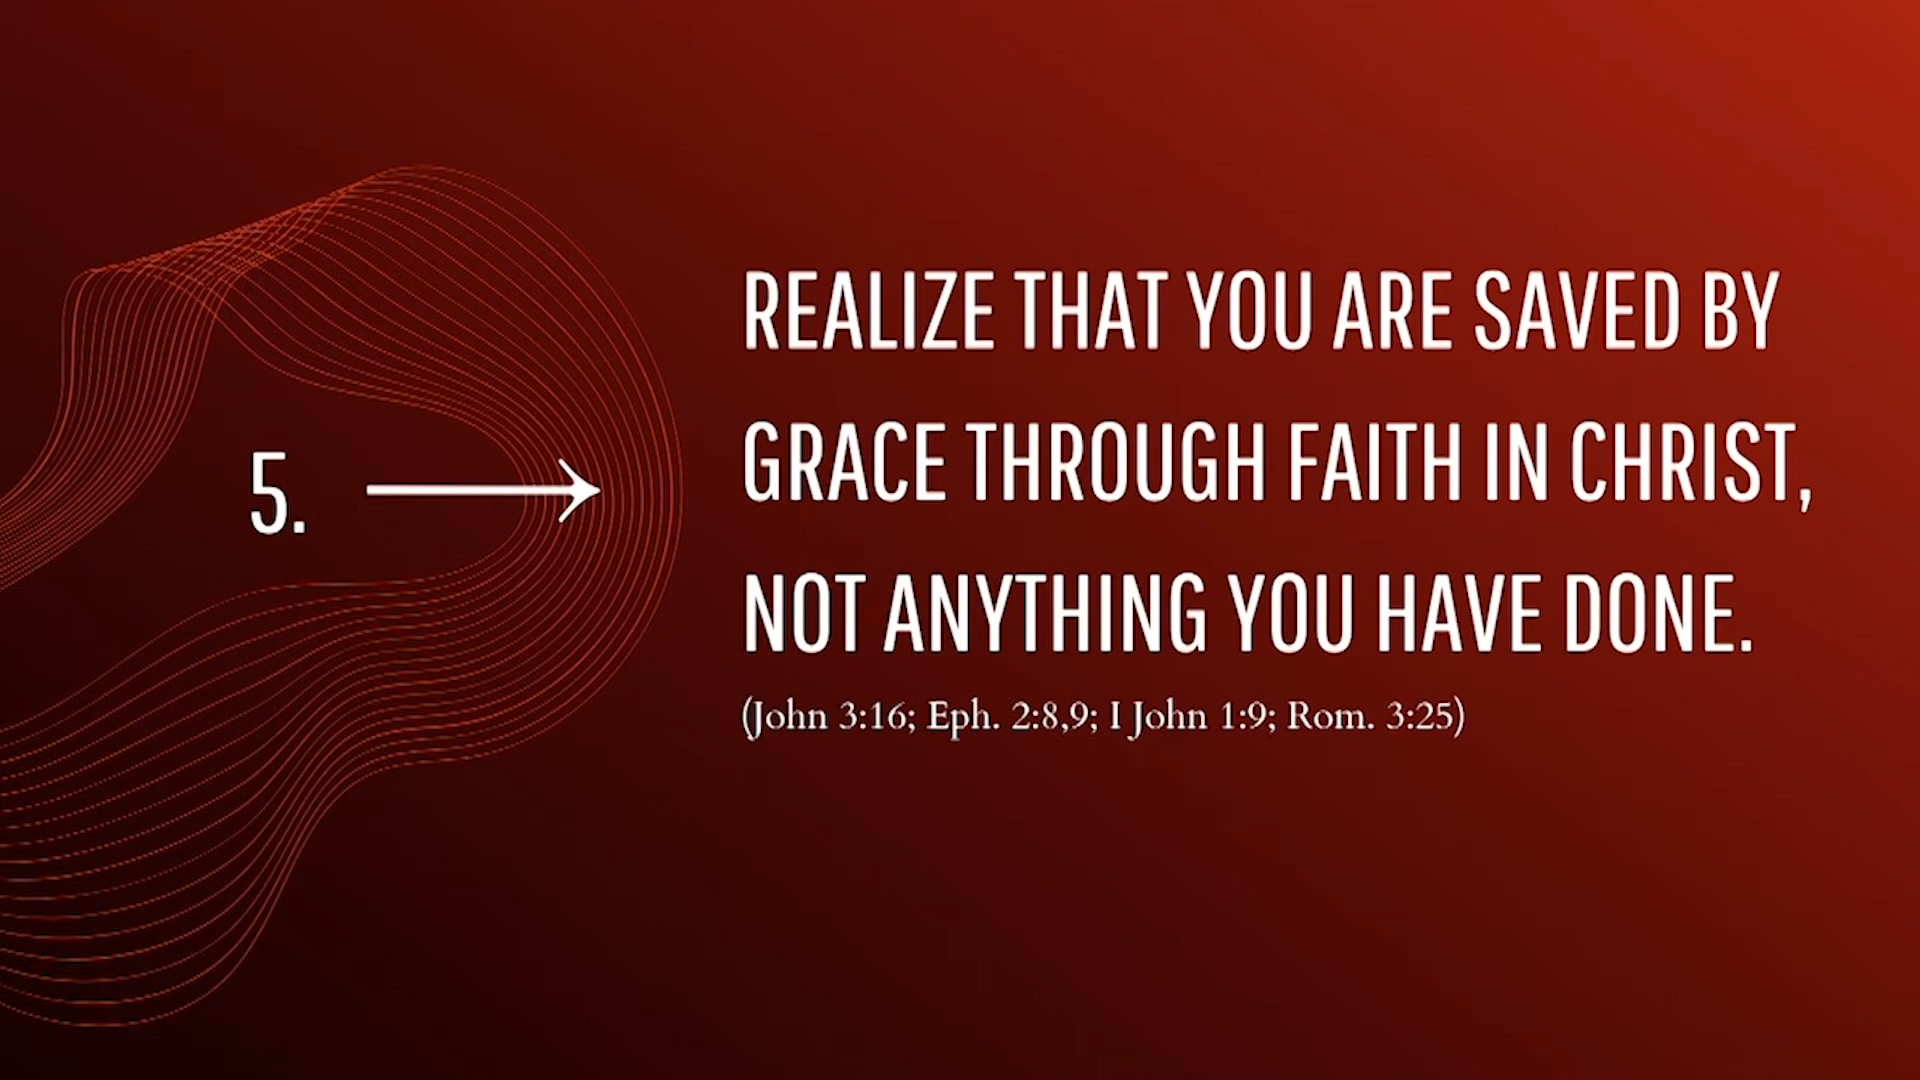 5.
REALIZE THAT YOU ARE SAVED BY
GRACE THROUGH FAITH IN CHRIST,
NOT ANYTHING YOU HAVE DONE.
(John 3:16; Eph. 2:8,9; I John 1:9; Rom. 3:25)